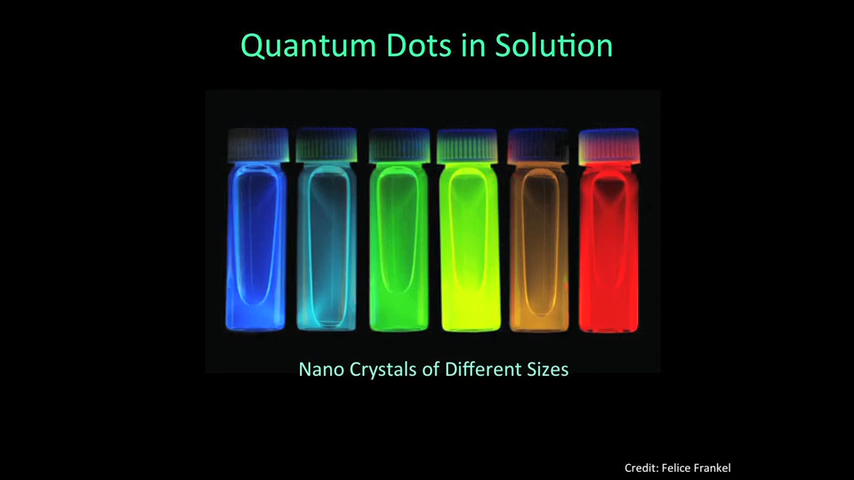 Quantum Dots in Solution
Nano Crystals of Different Sizes
Credit: Felice Frankel